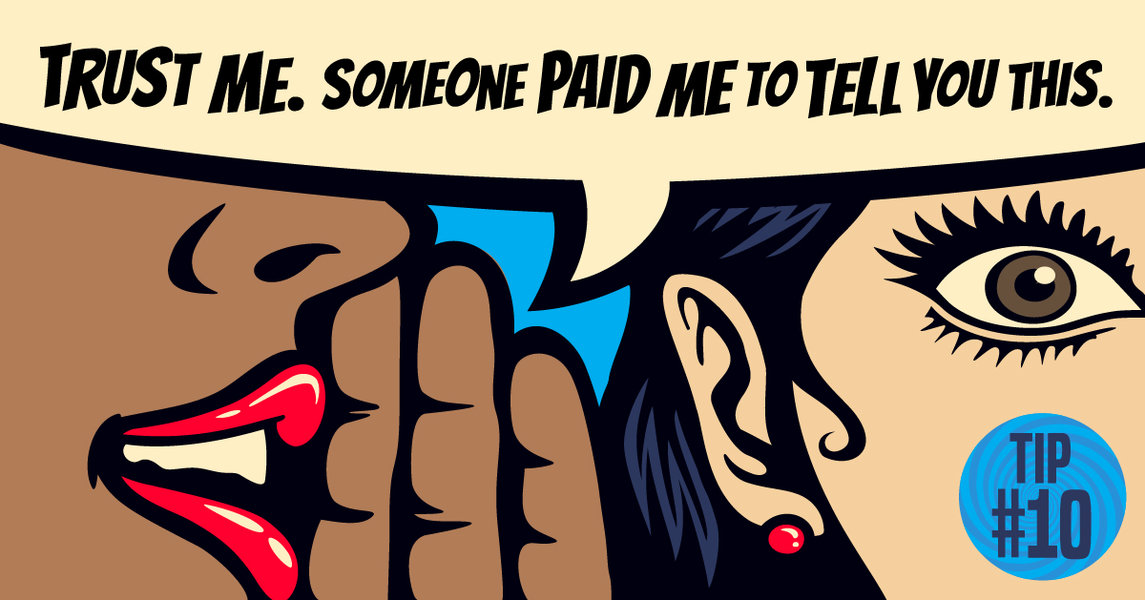 TRUST ME. SOMEONE PAID ME TO TELL YOU THIS.
TIP
#10